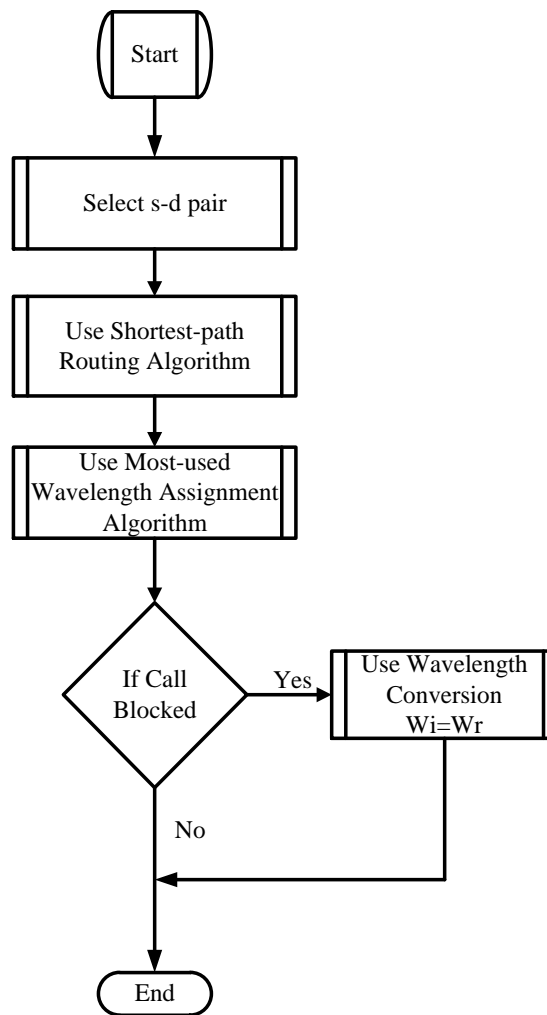 Start
Select s-d pair
Use Shortest-path
Routing Algorithm
Use Most-used
Wavelength Assignment
Algorithm
If Call
Blocked
Yes
Use Wavelength
Conversion
Wi=Wr
No
End